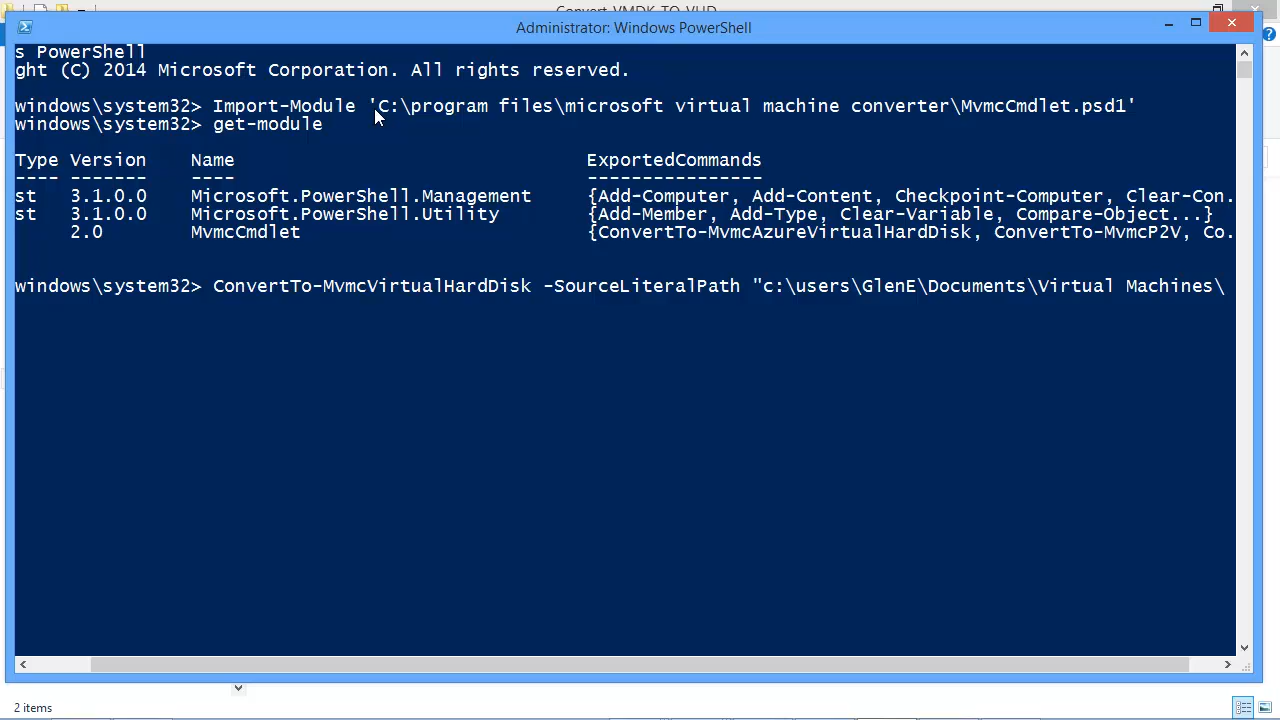 Convert VMDK TO VHD
Administrator: Windows PowerShell
s PowerShell
ght (C) 2014 Microsoft Corporation. All rights reserved.
windows\system32> Import-Module 'C:\program files\microsoft virtual machine converter\MvmcCmdlet.psd1'
windows\system32> get-module
Type Version Name ExportedCommands
---- ------- ---- ----------------
st 3.1.0.0 Microsoft.PowerShell.Management {Add-Computer, Add-Content, Checkpoint-Computer, Clear-Con.
st 3.1.0.0 Microsoft.PowerShell.Utility {Add-Member, Add-Type, Clear-Variable, Compare-Object...}
2.0 MvmcCmdlet {ConvertTo-MvmcAzureVirtualHardDisk, ConvertTo-MvmcP2V, Co.
windows\system32> ConvertTo-MvmcVirtualHardDisk -SourceLiteralPath "c:\users\GlenE\Documents\Virtual Machines\
2 items